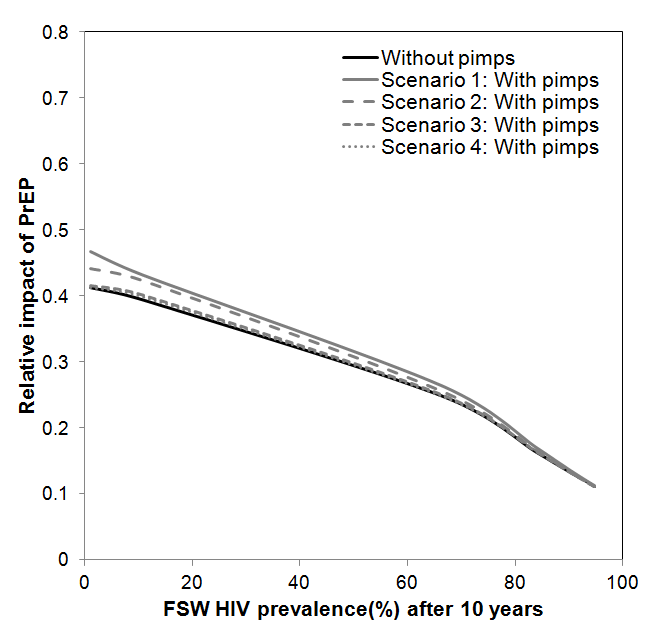 0.8
0.7
0.6
0.5
0.4
0.3
0.2
0.1
0
Relative impact of PrEP
Without pimps
Scenario 1: With pimps
Scenario 2: With pimps
Scenario 3: With pimps
Scenario 4: With pimps
0 20 40 60 80 100
FSW HIV prevalence(%) after 10 years